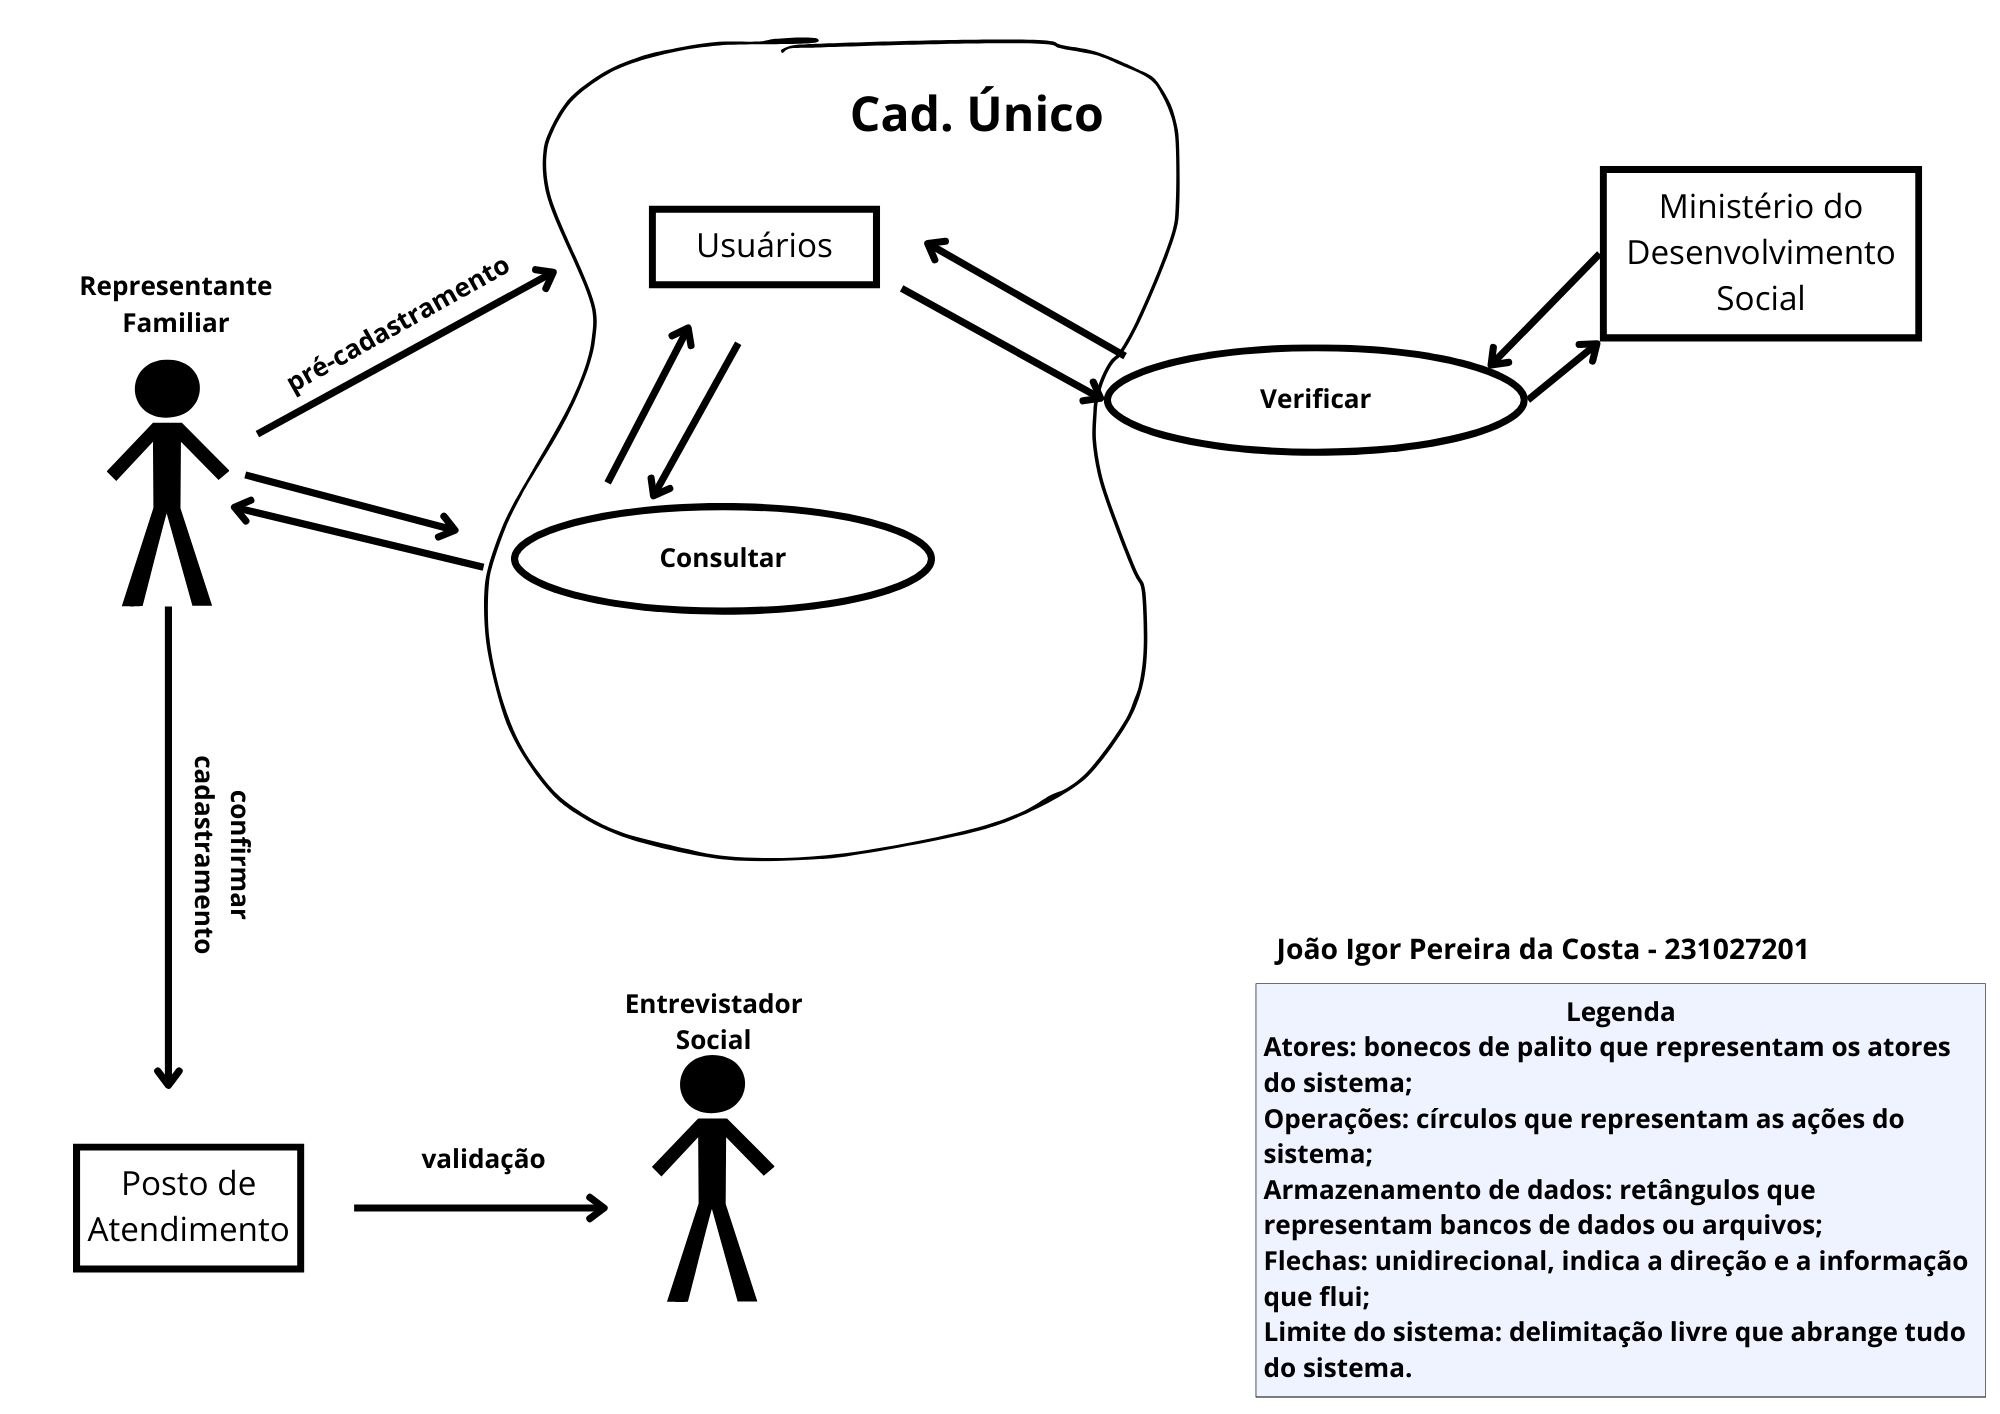 Cad. Único
Usuários
Ministério do
Desenvolvimento
Social
Representante
Familiar
pré-cadastramento
Verificar
Consultar
confirmar
cadastramento
João Igor Pereira da Costa - 231027201
Entrevistador
Social
validação
Posto de
Atendimento
Legenda
Atores: bonecos de palito que representam os atores
do sistema;
Operações: círculos que representam as ações do
sistema;
Armazenamento de dados: retângulos que
representam bancos de dados ou arquivos;
Flechas: unidirecional, indica a direção e a informação
que flui;
Limite do sistema: delimitação livre que abrange tudo
do sistema.